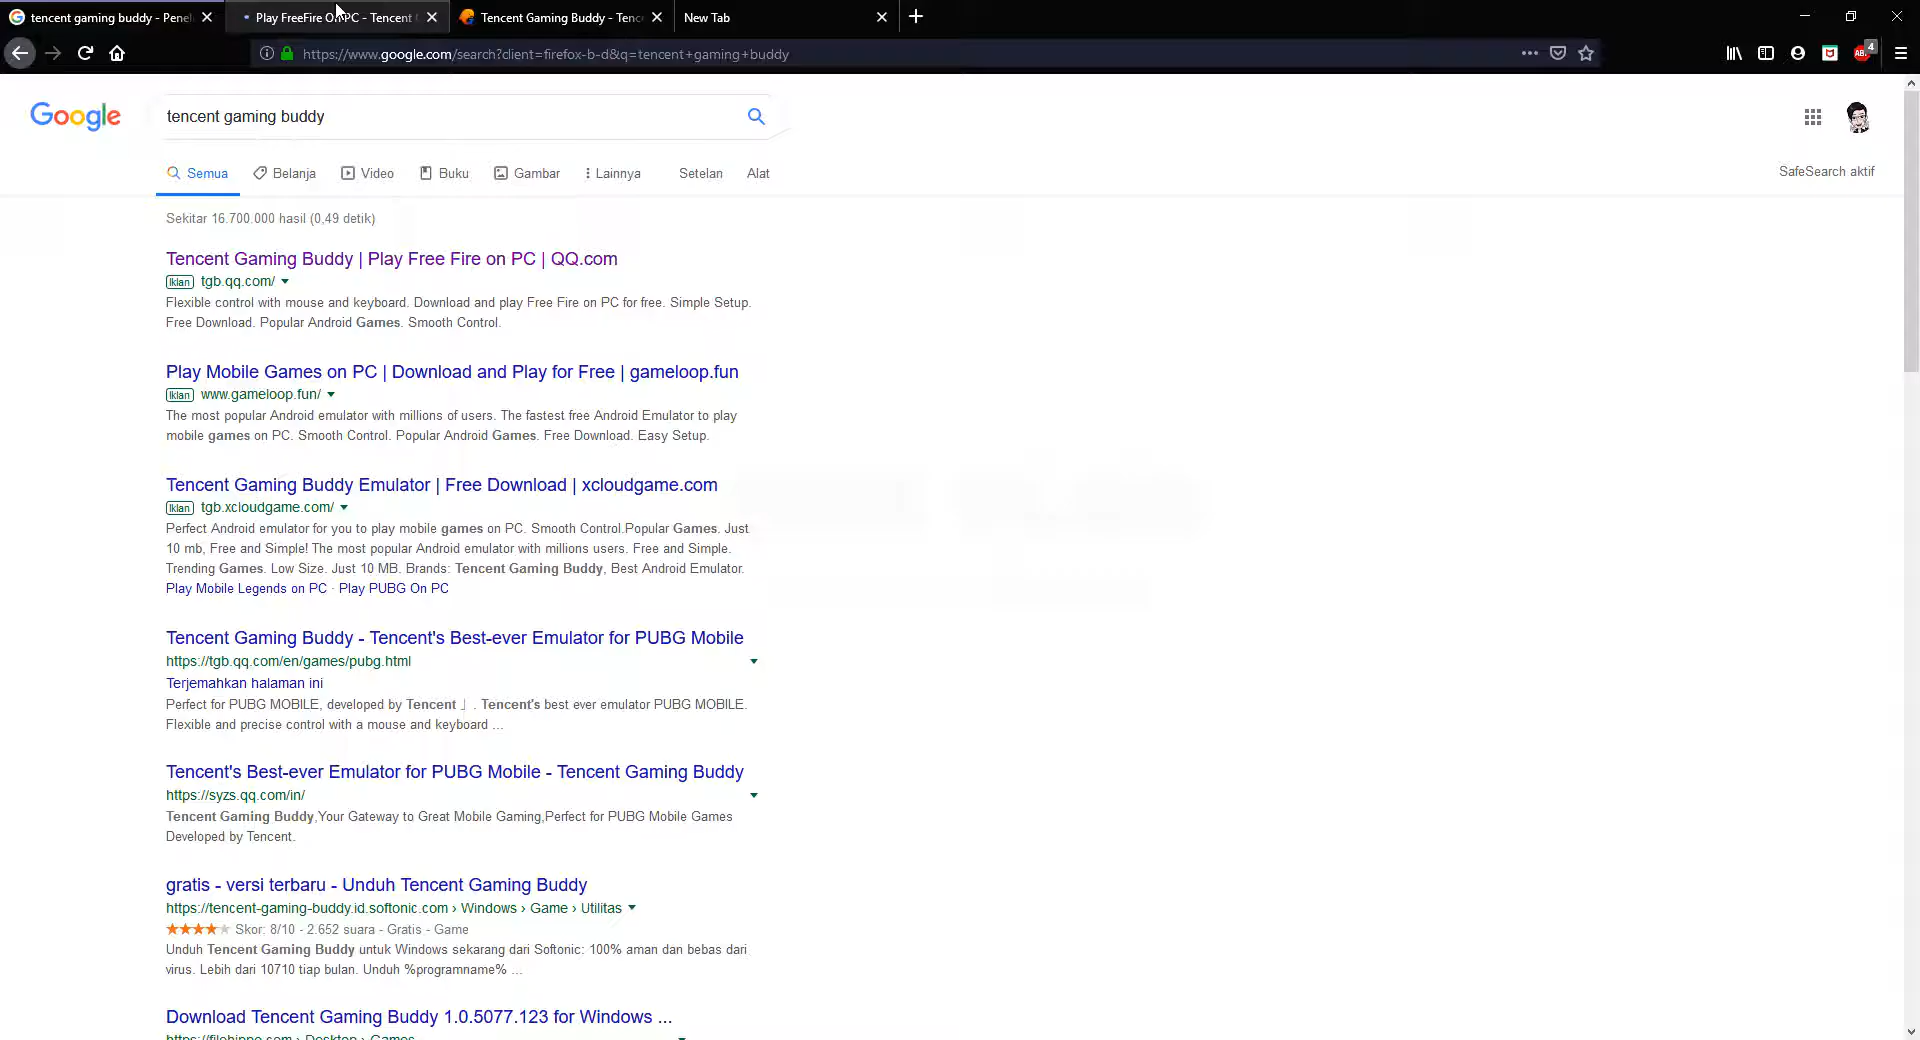 tencent gaming buddy - Penel
Play FreeFire On PC - Tencent
Tencent Gaming Buddy - Tence
New Tab
https://www.google.com/search?client=firefox-b-d&q=tencent+gaming+buddy
4
Google
tencent gaming buddy
Semua
Belanja
Video
Buku
Gambar
Lainnya
Setelan
Alat
SafeSearch aktif
Sekitar 16.700.000 hasil (0,49 detik)
Tencent Gaming Buddy | Play Free Fire on PC | QQ.com
Iklan tgb.qq.com/
Flexible control with mouse and keyboard. Download and play Free Fire on PC for free. Simple Setup.
Free Download. Popular Android Games. Smooth Control.
Play Mobile Games on PC | Download and Play for Free | gameloop.fun
Iklan www.gameloop.fun/
The most popular Android emulator with millions of users. The fastest free Android Emulator to play
mobile games on PC. Smooth Control. Popular Android Games. Free Download. Easy Setup.
Tencent Gaming Buddy Emulator | Free Download | xcloudgame.com
Iklan tgb.xcloudgame.com/
Perfect Android emulator for you to play mobile games on PC. Smooth Control.Popular Games. Just
10 mb, Free and Simple! The most popular Android emulator with millions users. Free and Simple.
Trending Games. Low Size. Just 10 MB. Brands: Tencent Gaming Buddy, Best Android Emulator.
Play Mobile Legends on PC · Play PUBG On PC
Tencent Gaming Buddy - Tencent's Best-ever Emulator for PUBG Mobile
https://tgb.qq.com/en/games/pubg.html
Terjemahkan halaman ini
Perfect for PUBG MOBILE, developed by Tencent 」. Tencent's best ever emulator PUBG MOBILE.
Flexible and precise control with a mouse and keyboard ...
Tencent's Best-ever Emulator for PUBG Mobile - Tencent Gaming Buddy
https://syzs.qq.com/in/
Tencent Gaming Buddy,Your Gateway to Great Mobile Gaming,Perfect for PUBG Mobile Games
Developed by Tencent.
gratis - versi terbaru - Unduh Tencent Gaming Buddy
https://tencent-gaming-buddy.id.softonic.com › Windows › Game › Utilitas
Skor: 8/10 - 2.652 suara - Gratis - Game
Unduh Tencent Gaming Buddy untuk Windows sekarang dari Softonic: 100% aman dan bebas dari
virus. Lebih dari 10710 tiap bulan. Unduh %programname% ...
Download Tencent Gaming Buddy 1.0.5077.123 for Windows ...
https://filehippo.com › Desktop › Games